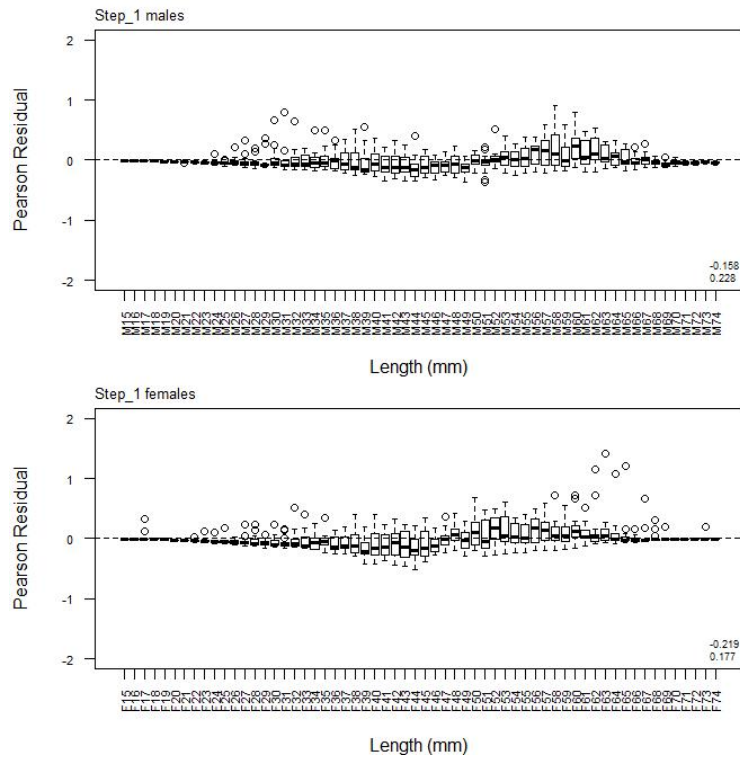 Step_1 males
Pearson Residual
2
1
0
-1
-2
-0.158
0.228
M15 M16 M17 M18 M19 M20 M21 M22 M23 M24 M25 M26 M27 M28 M29 M30 M31 M32 M33 M34 M35 M36 M37 M38 M39 M40 M41 M42 M43 M44 M45 M46 M47 M48 M49 M50 M51 M52 M53 M54 M55 M56 M57 M58 M59 M60 M61 M62 M63 M64 M65 M66 M67 M68 M69 M70 M71 M72 M73 M74
Length (mm)
Step_1 females
Pearson Residual
2
1
0
-1
-2
-0.219
0.177
F15 F16 F17 F18 F19 F20 F21 F22 F23 F24 F25 F26 F27 F28 F29 F30 F31 F32 F33 F34 F35 F36 F37 F38 F39 F40 F41 F42 F43 F44 F45 F46 F47 F48 F49 F50 F51 F52 F53 F54 F55 F56 F57 F58 F59 F60 F61 F62 F63 F64 F65 F66 F67 F68 F69 F70 F71 F72 F73 F74
Length (mm)